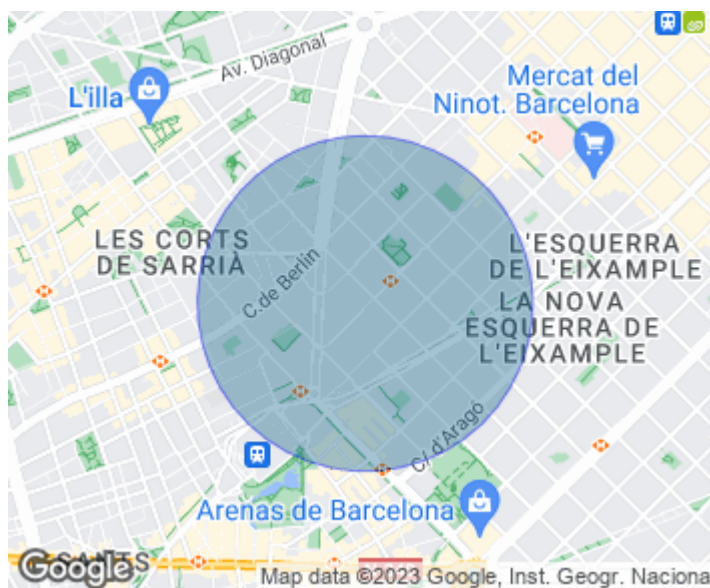 Av. Diagonal
L'illa
Mercat del
Ninot. Barcelona
LES CORTS
DE SARRIÀ
L'ESQUERRA
DE L'EIXAMPLE
C.de Berlín
LA NOVA
ESQUERRA DE
L'EIXAMPLE
C/ d'Aragó
Arenas de Barcelona
SANTS
Google
Map data ©2023 Google, Inst. Geogr. Naciona